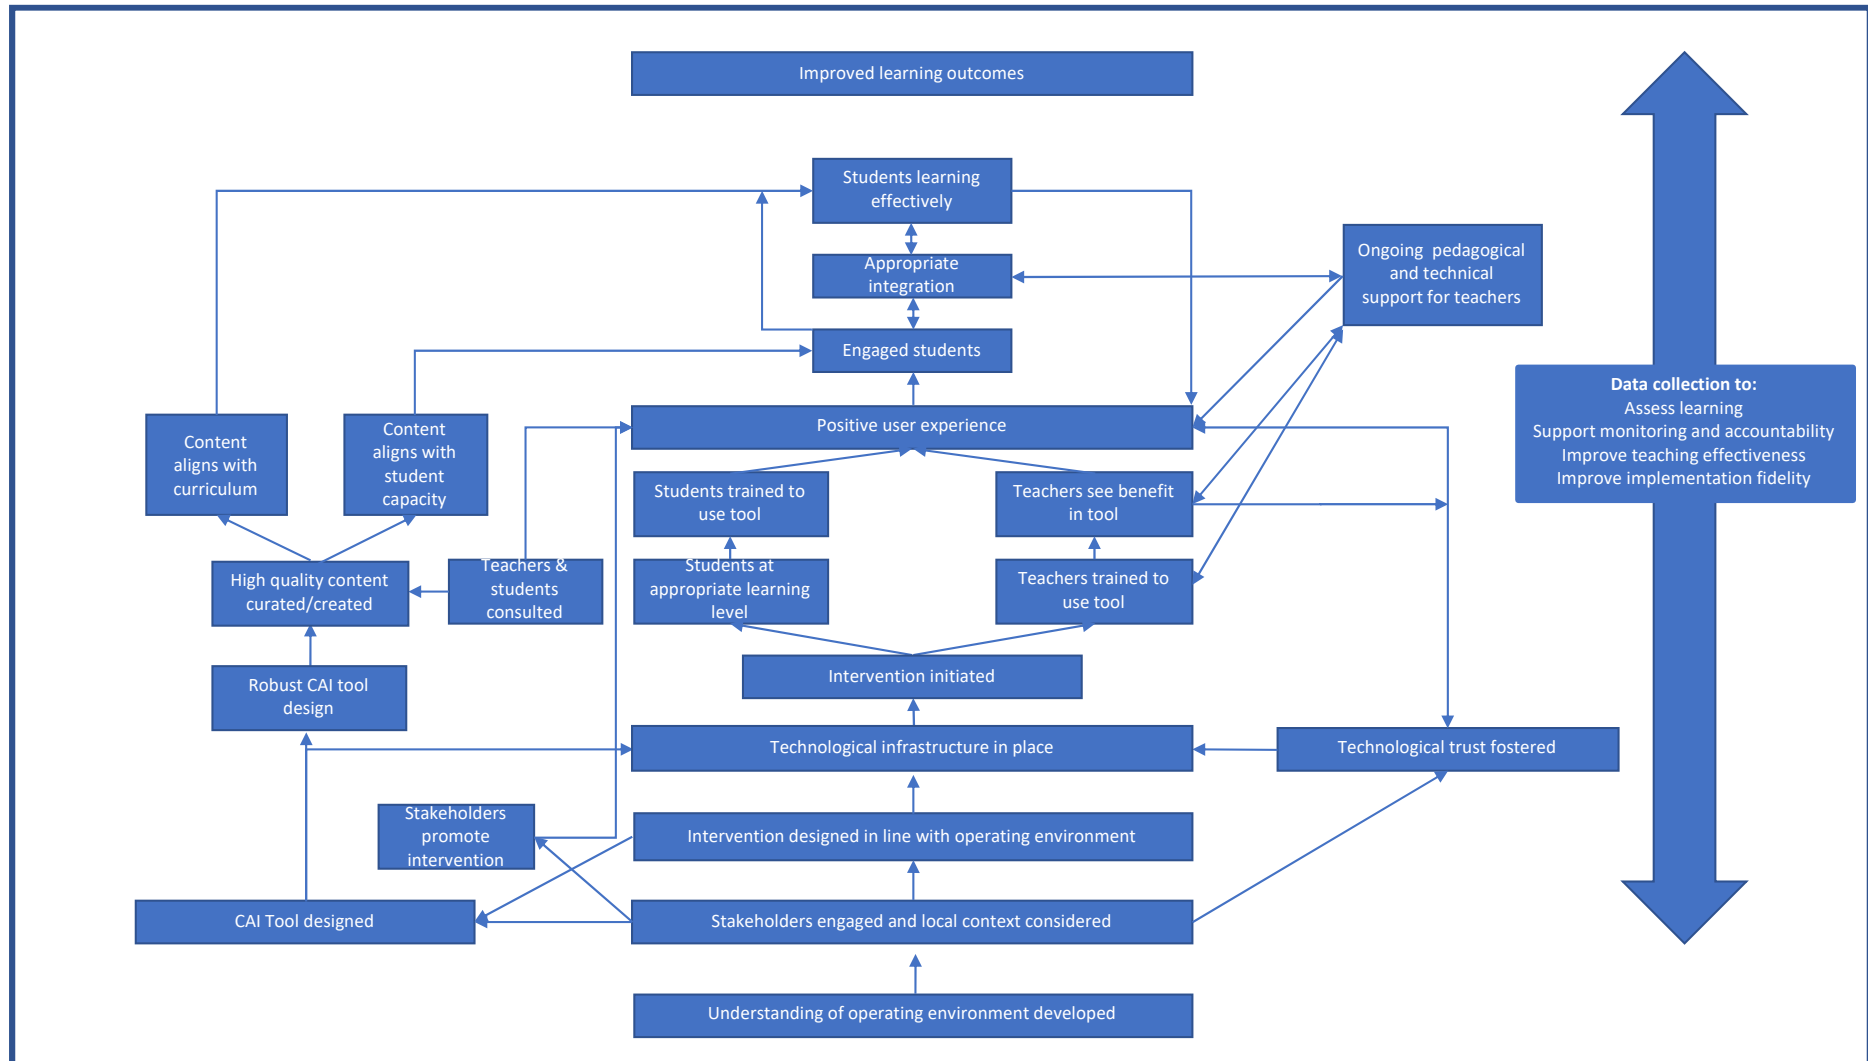 Improved learning outcomes
Students learning
effectively
Appropriate
integration
Ongoing pedagogical
and technical
support for teachers
Engaged students
Data collection to:
Assess learning
Support monitoring and accountability
Improve teaching effectiveness
Improve implementation fidelity
Content
aligns with
curriculum
Content
aligns with
student
capacity
Positive user experience
Students trained to
use tool
Teachers see benefit
in tool
High quality content
curated/created
Teachers &
students
consulted
Students at
appropriate learning
level
Teachers trained to
use tool
Robust CAI tool
design
Intervention initiated
Technological infrastructure in place
Technological trust fostered
Stakeholders
promote
intervention
Intervention designed in line with operating environment
CAI Tool designed
Stakeholders engaged and local context considered
Understanding of operating environment developed